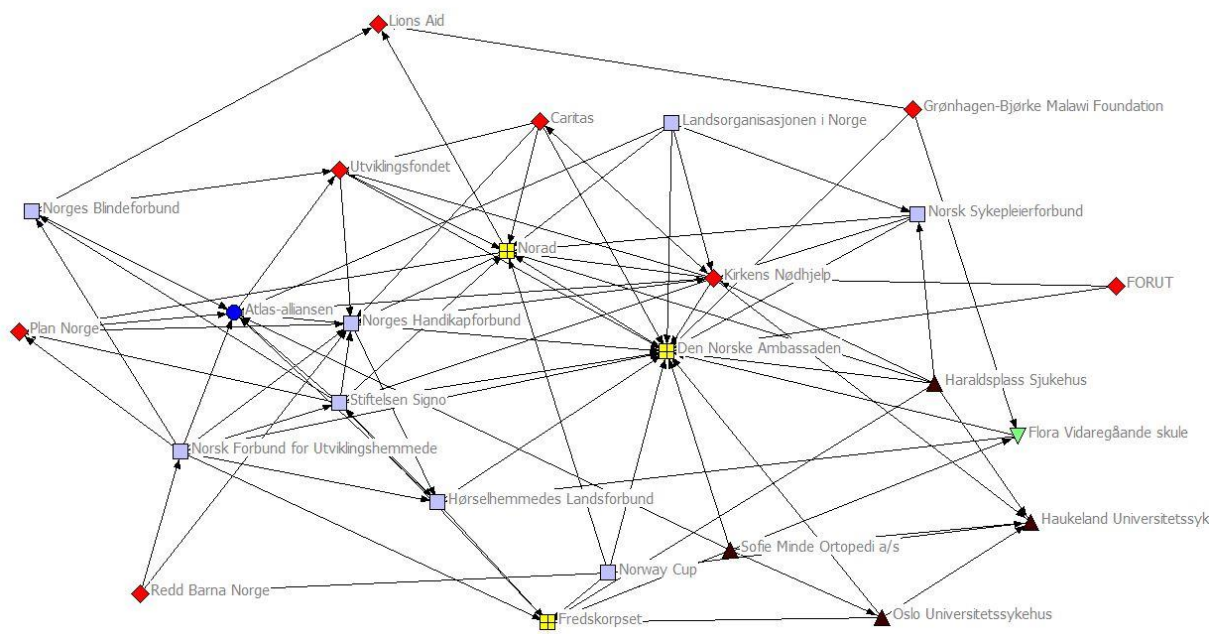 Lions Aid
Grønhagen-Bjørke Malawi Foundation
Caritas
Landsorganisasjonen i Norge
Utviklingsfondet
Norges Blindeforbund
Norsk Sykepleierforbund
Norad
Kirkens Nødhjelp
FORUT
Atlas-alliansen
Norges Handikapforbund
Plan Norge
Den Norske Ambassaden
Haraldsplass Sjukehus
Stiftelsen Signo
Flora Vidaregåande skule
Norsk Forbund for Utviklingshemmede
Hørselhemmedes Landsforbund
Haukeland Universitetssyk
Sofie Minde Ortopedi a/s
Norway Cup
Redd Barna Norge
Oslo Universitetssykehus
Fredskorpset